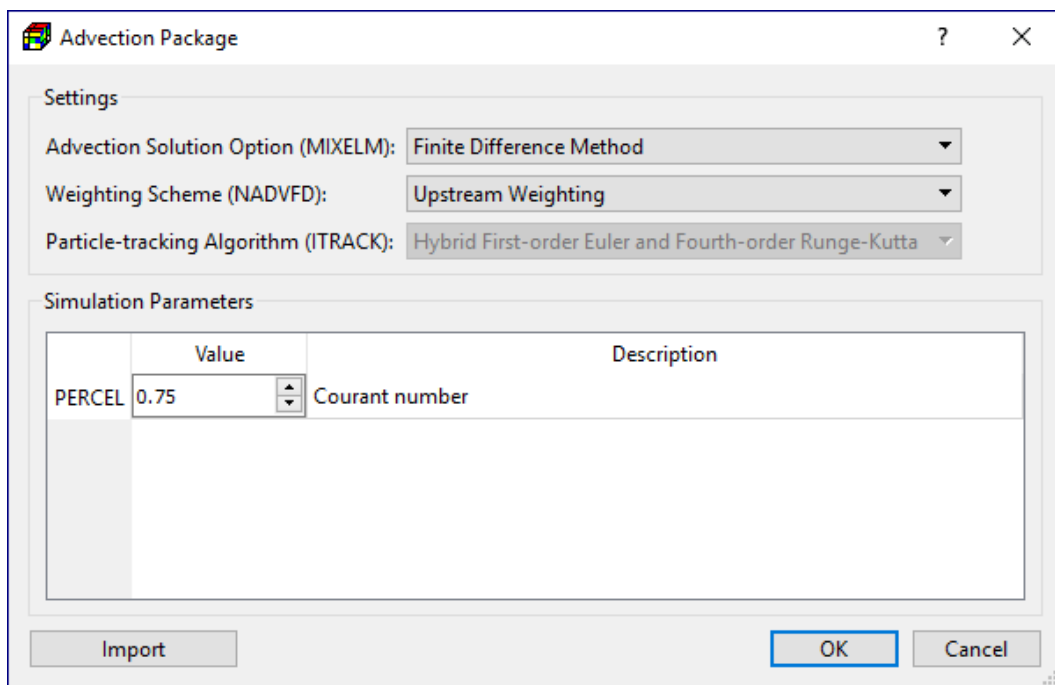 Advection Package
Settings
Advection Solution Option (MIXELM): Finite Difference Method
Weighting Scheme (NADVFD): Upstream Weighting
Particle-tracking Algorithm (ITRACK): Hybrid First-order Euler and Fourth-order Runge-Kutta
Simulation Parameters
Value Description
PERCEL 0.75 Courant number
Import OK Cancel